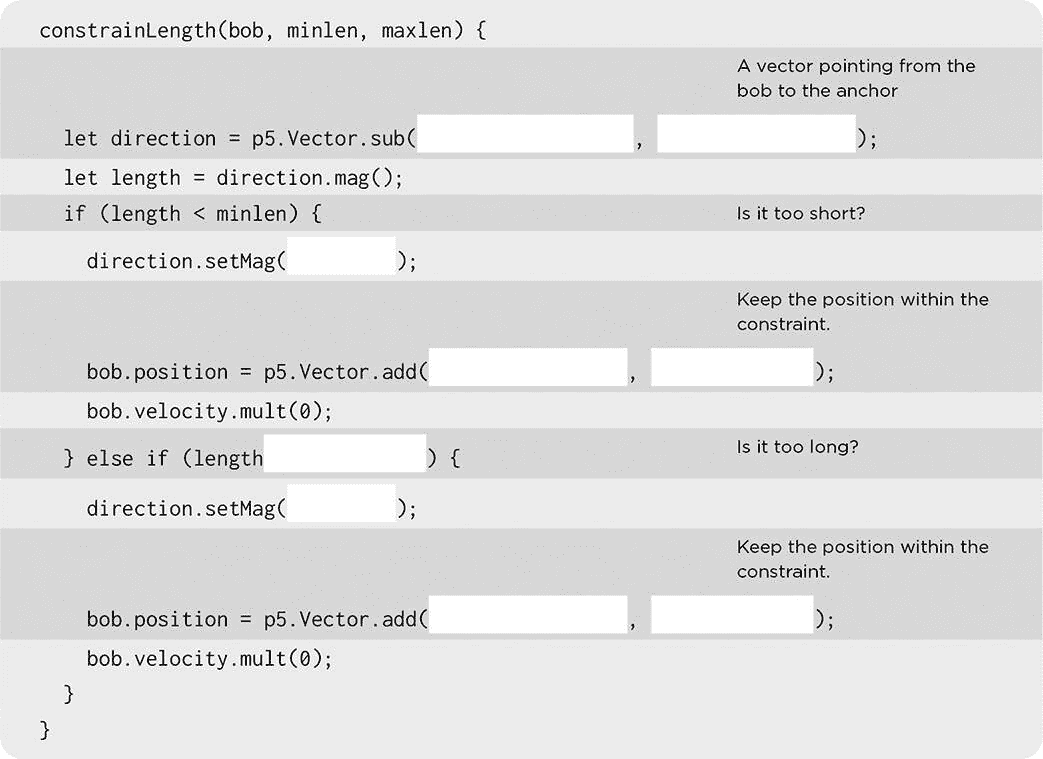 constrainLength(bob, minlen, maxlen) {
A vector pointing from the
bob to the anchor
let direction = p5.Vector.sub( , );
let length = direction.mag();
if (length < minlen) { Is it too short?
direction.setMag( );
Keep the position within the
constraint.
bob.position = p5.Vector.add( , );
bob.velocity.mult(0);
} else if (length ) { Is it too long?
direction.setMag( );
Keep the position within the
constraint.
bob.position = p5.Vector.add( , );
bob.velocity.mult(0);
}
}